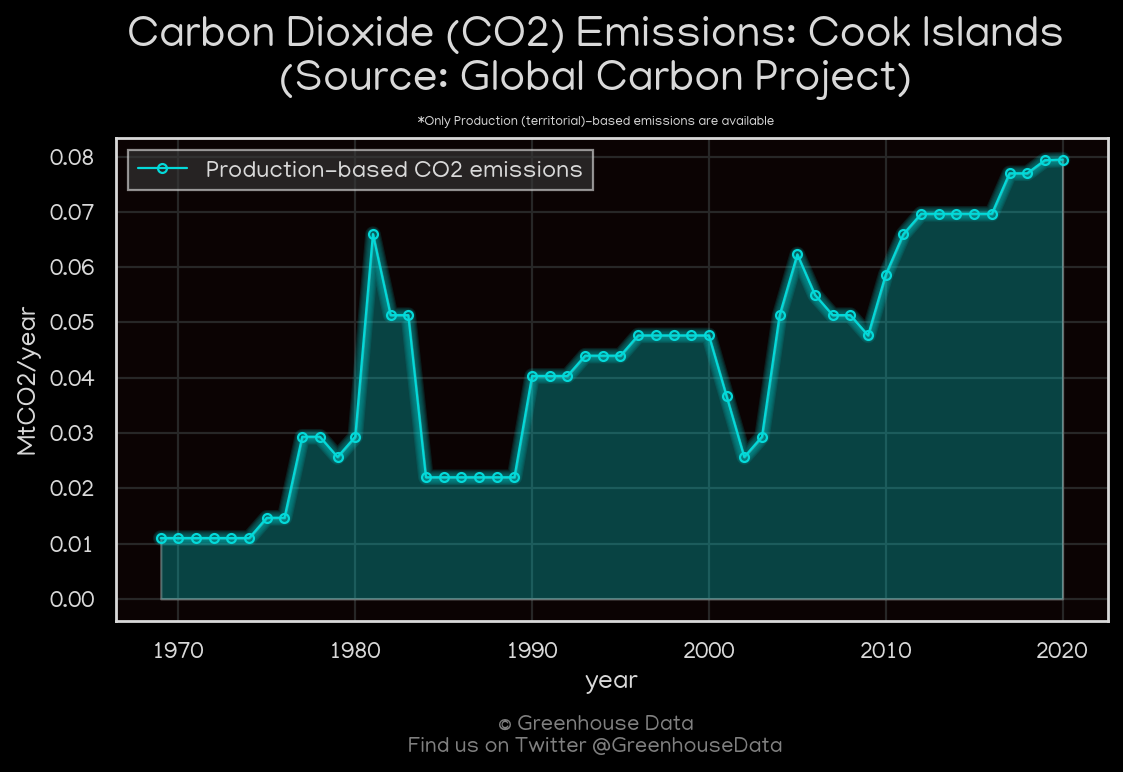 Carbon Dioxide (CO2) Emissions: Cook Islands
(Source: Global Carbon Project)
*Only Production (territorial)-based emissions are available
Production-based CO2 emissions
0.08
0.07
0.06
0.05
0.04
0.03
0.02
0.01
0.00
MtCO2/year
1970 1980 1990 2000 2010 2020
year
© Greenhouse Data
Find us on Twitter @GreenhouseData